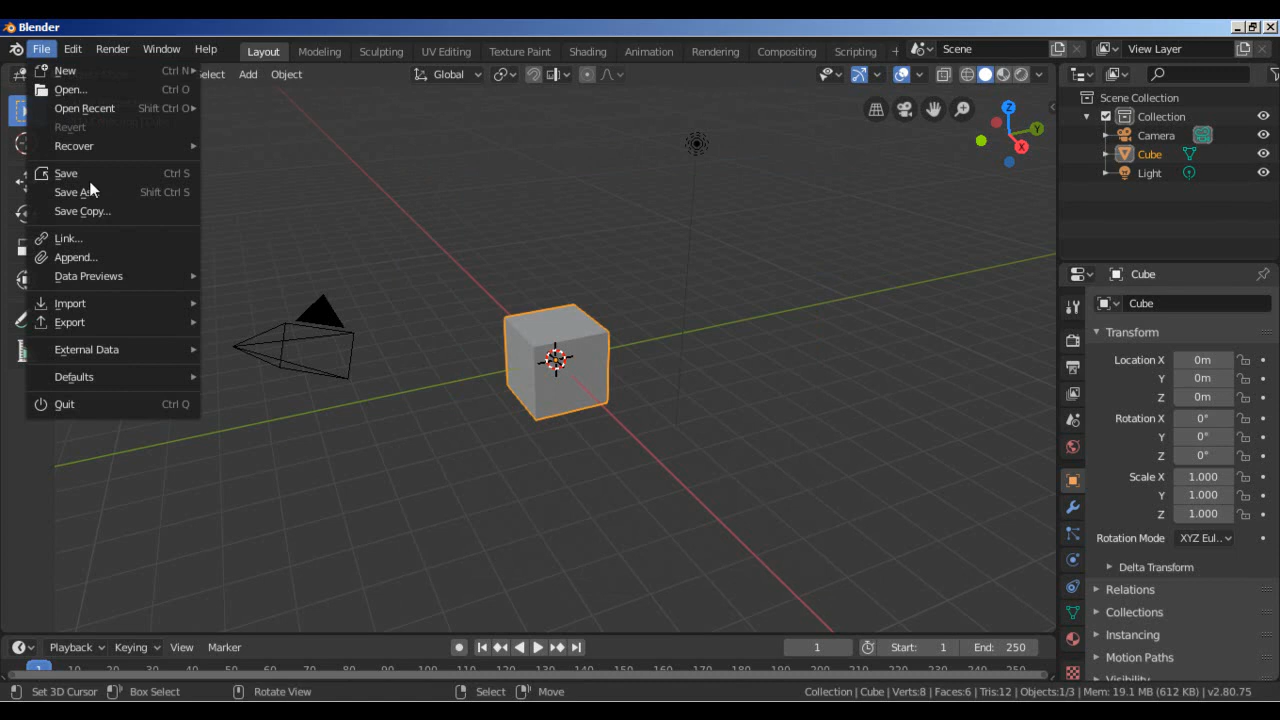 Blender
File Edit Render Window Help Layout Modeling Sculpting UV Editing Texture Paint Shading Animation Rendering Compositing Scripting + Scene View Layer
Select Add Object Global
New Ctrl N
Open... Ctrl O
Open Recent Shift Ctrl O
Revert
Recover
Save Ctrl S
Save As Shift Ctrl S
Save Copy...
Link...
Append...
Data Previews
Import
Export
External Data
Defaults
Quit Ctrl Q
Z
Y
X
Scene Collection
Collection
Camera
Cube
Light
Cube
Cube
Transform
Location X 0m
Y 0m
Z 0m
Rotation X 0°
Y 0°
Z 0°
Scale X 1.000
Y 1.000
Z 1.000
Rotation Mode XYZ Eul..
Delta Transform
Relations
Collections
Instancing
Motion Paths
Visibility
Playback Keying View Marker 1 Start: 1 End: 250
1 10 20 30 40 50 60 70 80 90 100 110 120 130 140 150 160 170 180 190 200 210 220 230 240 250
Set 3D Cursor Box Select Rotate View Select Move Collection | Cube | Verts:8 | Faces:6 | Tris:12 | Objects:1/3 | Mem: 19.1 MB (612 KB) | v2.80.75